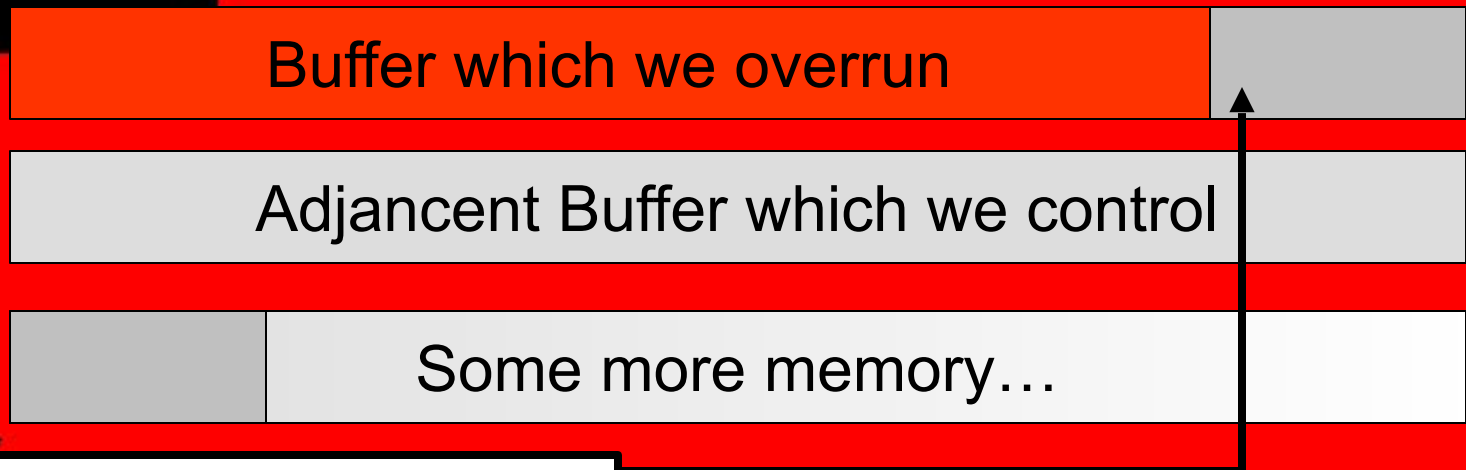 Buffer which we overrun
Adjancent Buffer which we control
Some more memory…